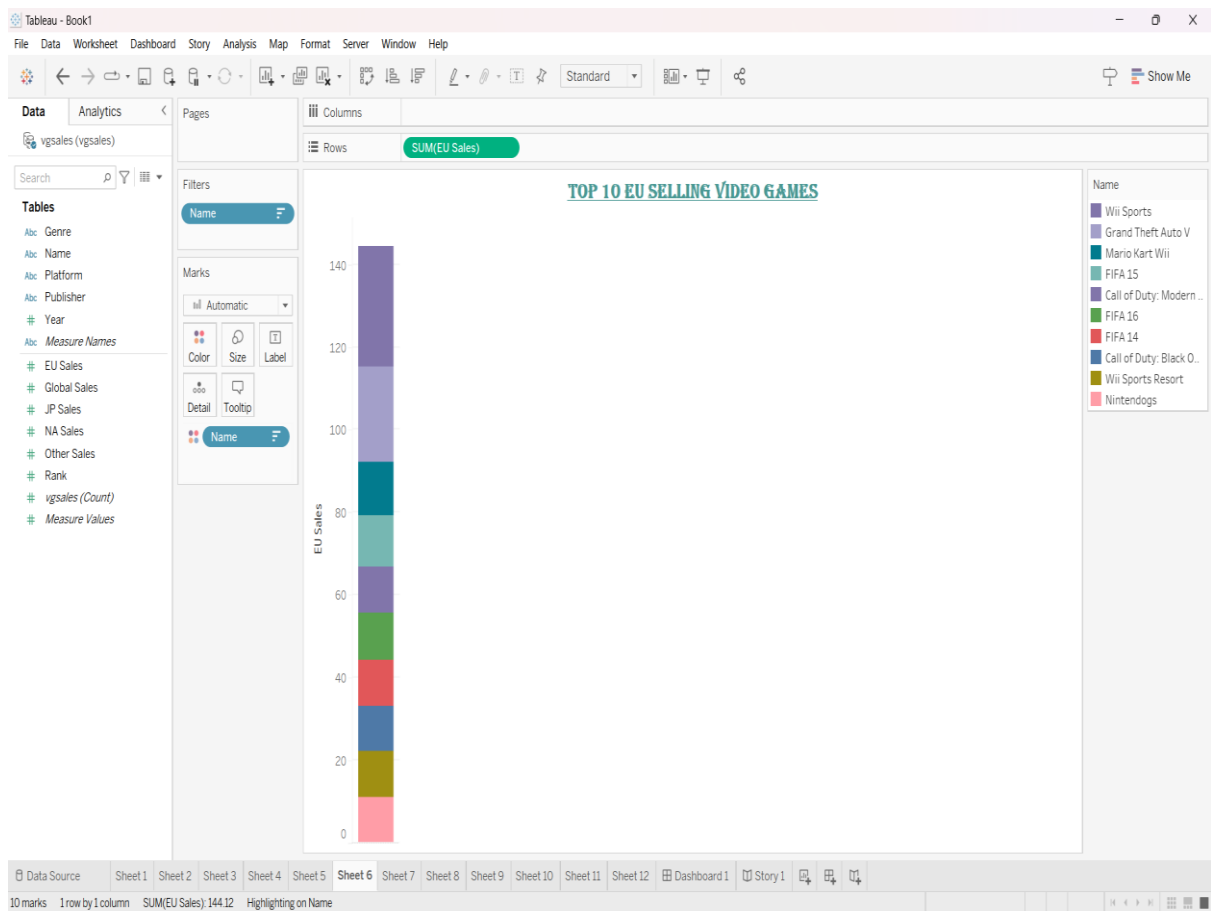 Tableau - Book1
File Data Worksheet Dashboard Story Analysis Map Format Server Window Help
Standard
Show Me
Data Analytics
vgsales (vgsales)
Search
Tables
Abc Genre
Abc Name
Abc Platform
Abc Publisher
# Year
Abc Measure Names
# EU Sales
# Global Sales
# JP Sales
# NA Sales
# Other Sales
# Rank
# vgsales (Count)
# Measure Values
Pages
Filters
Name
Marks
Automatic
Color Size Label
Detail Tooltip
Name
Columns
Rows SUM(EU Sales)
TOP 10 EU SELLING VIDEO GAMES
EU Sales
140
120
100
80
60
40
20
0
Name
Wii Sports
Grand Theft Auto V
Mario Kart Wii
FIFA 15
Call of Duty: Modern ..
FIFA 16
FIFA 14
Call of Duty: Black O..
Wii Sports Resort
Nintendogs
Data Source Sheet 1 Sheet 2 Sheet 3 Sheet 4 Sheet 5 Sheet 6 Sheet 7 Sheet 8 Sheet 9 Sheet 10 Sheet 11 Sheet 12 Dashboard 1 Story 1
10 marks 1 row by 1 column SUM(EU Sales): 144.12 Highlighting on Name